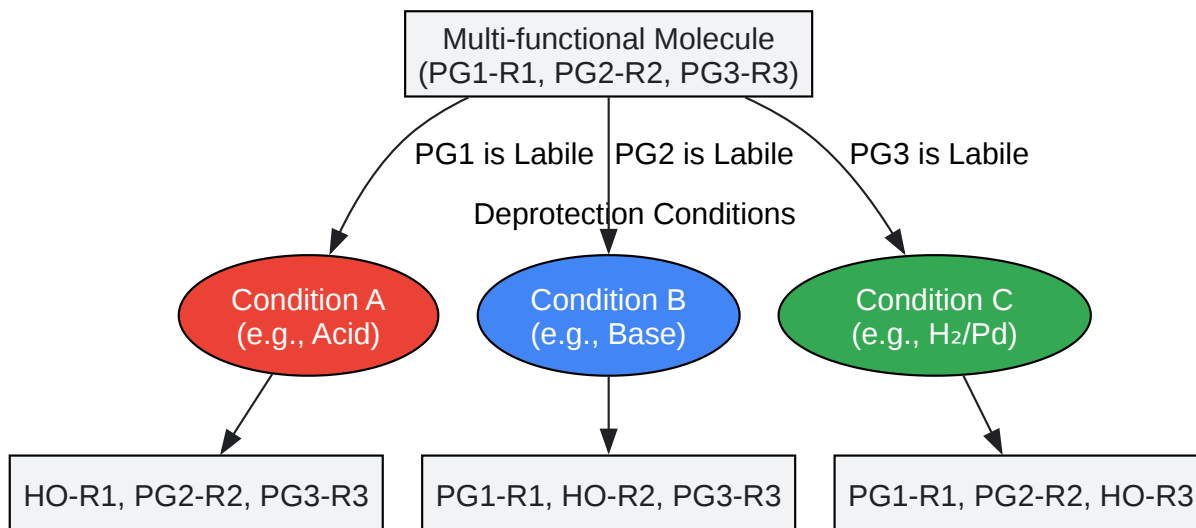 Multi-functional Molecule
(PG1-R1, PG2-R2, PG3-R3)
PG1 is Labile
PG2 is Labile
PG3 is Labile
Deprotection Conditions
Condition A
(e.g., Acid)
Condition B
(e.g., Base)
Condition C
(e.g., H₂/Pd)
HO-R1, PG2-R2, PG3-R3
PG1-R1, HO-R2, PG3-R3
PG1-R1, PG2-R2, HO-R3